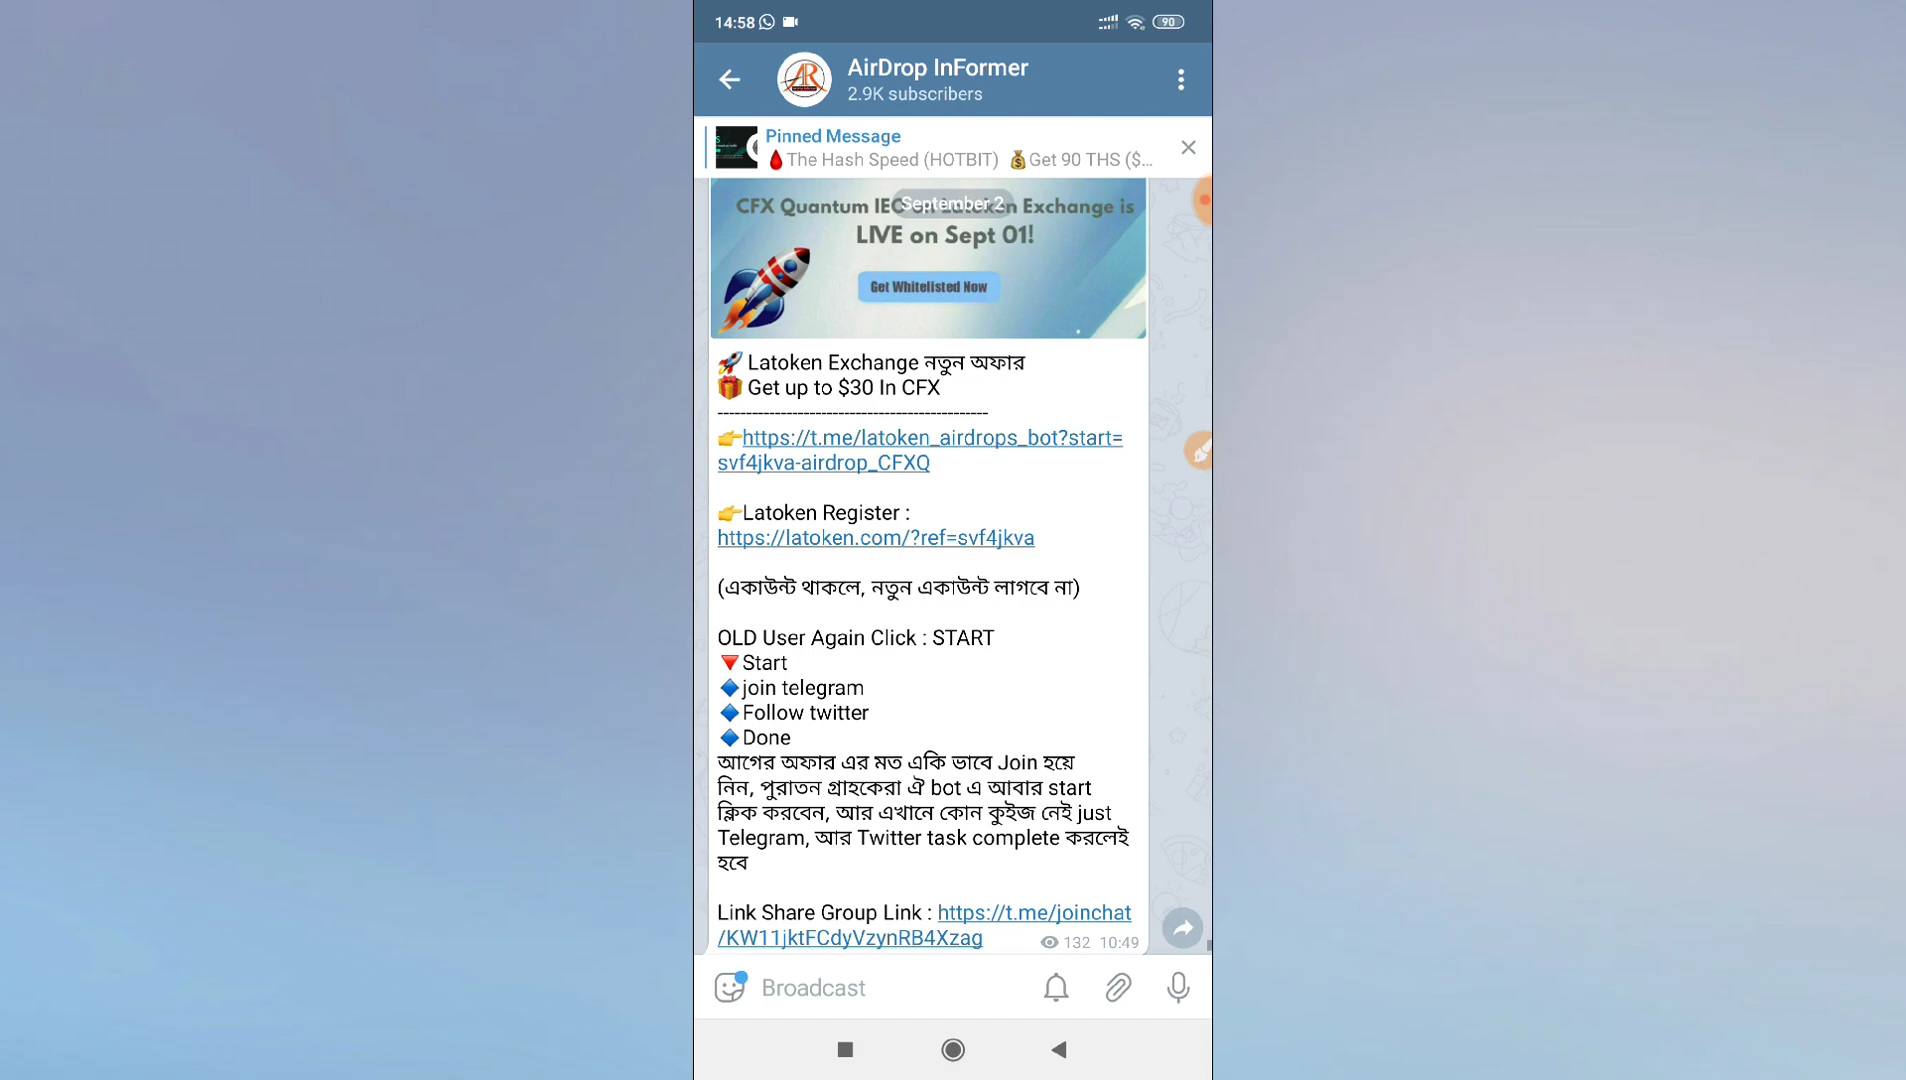 14:58
90
AirDrop InFormer
2.9K subscribers
Pinned Message
🩸The Hash Speed (HOTBIT) 💰Get 90 THS ($...
September 2
CFX Quantum IEO on Latoken Exchange is
LIVE on Sept 01!
Get Whitelisted Now
🚀 Latoken Exchange নতুন অফার
🎁 Get up to $30 In CFX
------------------------------------------------
👉https://t.me/latoken_airdrops_bot?start=
svf4jkva-airdrop_CFXQ
👉Latoken Register :
https://latoken.com/?ref=svf4jkva
(একাউন্ট থাকলে, নতুন একাউন্ট লাগবে না)
OLD User Again Click : START
🔻Start
🔷join telegram
🔷Follow twitter
🔷Done
আগের অফার এর মত একি ভাবে Join হয়ে
নিন, পুরাতন গ্রাহকেরা ঐ bot এ আবার start
ক্লিক করবেন, আর এখানে কোন কুইজ নেই just
Telegram, আর Twitter task complete করলেই
হবে
Link Share Group Link : https://t.me/joinchat
/KW11jktFCdyVzynRB4Xzag
132 10:49
Broadcast